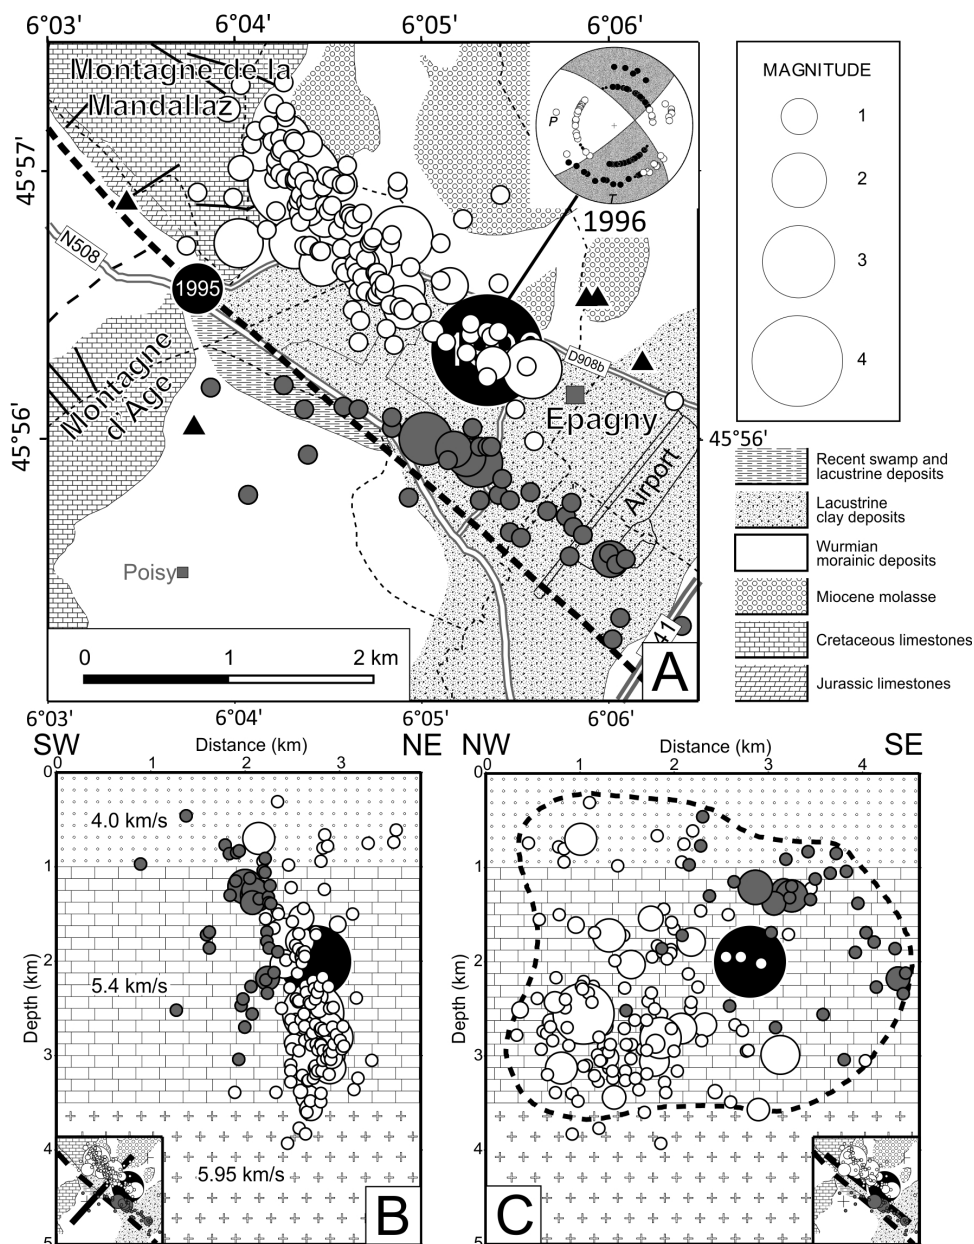 6°03' 6°04' 6°05' 6°06'
Montagne de la
Mandallaz
45°57'
N508
1995
Montagne
d'Age
45°56'
Poisy
P
T
1996
D908b
Epagny
Airport
45°56'
41
0 1 2 km
A
6°03' 6°04' 6°05' 6°06'
MAGNITUDE
1
2
3
4
Recent swamp and
lacustrine deposits
Lacustrine
clay deposits
Wurmian
morainic deposits
Miocene molasse
Cretaceous limestones
Jurassic limestones
SW Distance (km) NE
0 1 2 3
0
1
2
3
4
5
Depth (km)
4.0 km/s
5.4 km/s
5.95 km/s
B
NW Distance (km) SE
0 1 2 3 4
0
1
2
3
4
5
Depth (km)
C